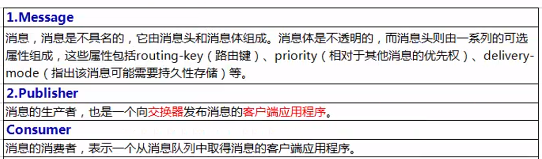 1.Message
消息，消息是不具名的，它由消息头和消息体组成。消息体是不透明的，而消息头则由一系列的可选
属性组成，这些属性包括routing-key（路由键）、priority（相对于其他消息的优先权）、delivery-
mode（指出该消息可能需要持久性存储）等。
2.Publisher
消息的生产者，也是一个向交换器发布消息的客户端应用程序。
Consumer
消息的消费者，表示一个从消息队列中取得消息的客户端应用程序。